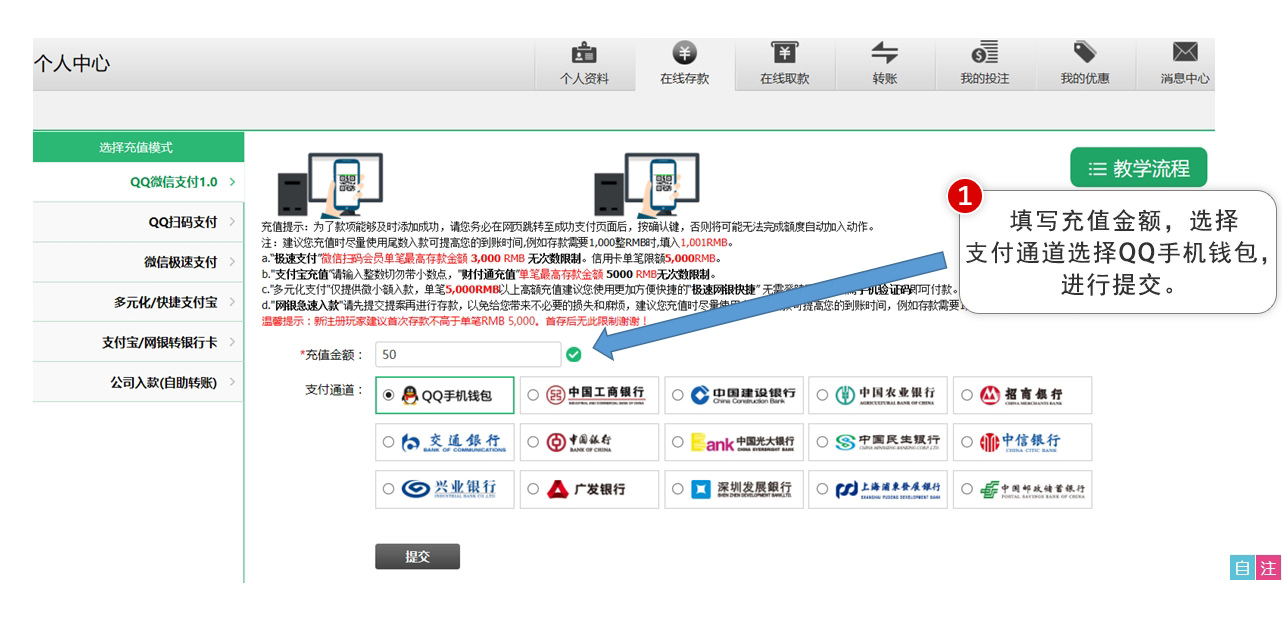 个人中心
个人资料
在线存款
在线取款
转账
我的投注
我的优惠
消息中心
选择充值模式
QQ微信支付1.0
QQ扫码支付
微信极速支付
多元化/快捷支付宝
支付宝/网银转银行卡
公司入款(自助转账)
教学流程
1
填写充值金额，选择
支付通道选择QQ手机钱包，
进行提交。
充值提示：为了款项能够及时添加成功，请您务必在网页跳转至成功支付页面后，按确认键，否则将可能无法完成额度自动加入动作。
注：建议您充值时尽量使用尾数入款可提高您的到账时间,例如存款需要1,000整RMB时,填入1,001RMB。
a."极速支付"微信扫码会员单笔最高存款金额 3,000 RMB 无次数限制。信用卡单笔限额5,000RMB。
b."支付宝充值"请输入整数切勿带小数点，"财付通充值"单笔最高存款金额 5000 RMB无次数限制。
c."多元化支付"仅提供微小额入款，单笔5,000RMB以上高额充值建议您使用更加方便快捷的"极速网银快捷" 无需 手机验证码即可付款。
d."网银急速入款"请先提交提案再进行存款，以免给您带来不必要的损失和麻烦，建议您充值时尽量使用 可提高您的到账时间，例如存款需要
温馨提示：新注册玩家建议首次存款不高于单笔RMB 5,000。首存后无此限制谢谢！
*充值金额： 50
支付通道：
QQ手机钱包
中国工商银行
INDUSTRIAL AND COMMERCIAL BANK OF CHINA
中国建设银行
China Construction Bank
中国农业银行
AGRICULTURAL BANK OF CHINA
招商银行
CHINA MERCHANTS BANK
交通银行
BANK OF COMMUNICATIONS
中国银行
BANK OF CHINA
Bank 中国光大银行
CHINA EVERBRIGHT BANK
中国民生银行
CHINA MINSHENG BANKING CORP.,LTD.
中信银行
CHINA CITIC BANK
兴业银行
INDUSTRIAL BANK CO.,LTD.
广发银行
深圳发展银行
SHENZHEN DEVELOPMENT BANK,LTD.
上海浦东发展银行
SHANGHAI PUDONG DEVELOPMENT BANK
中国邮政储蓄银行
POSTAL SAVINGS BANK OF CHINA
提交
自注